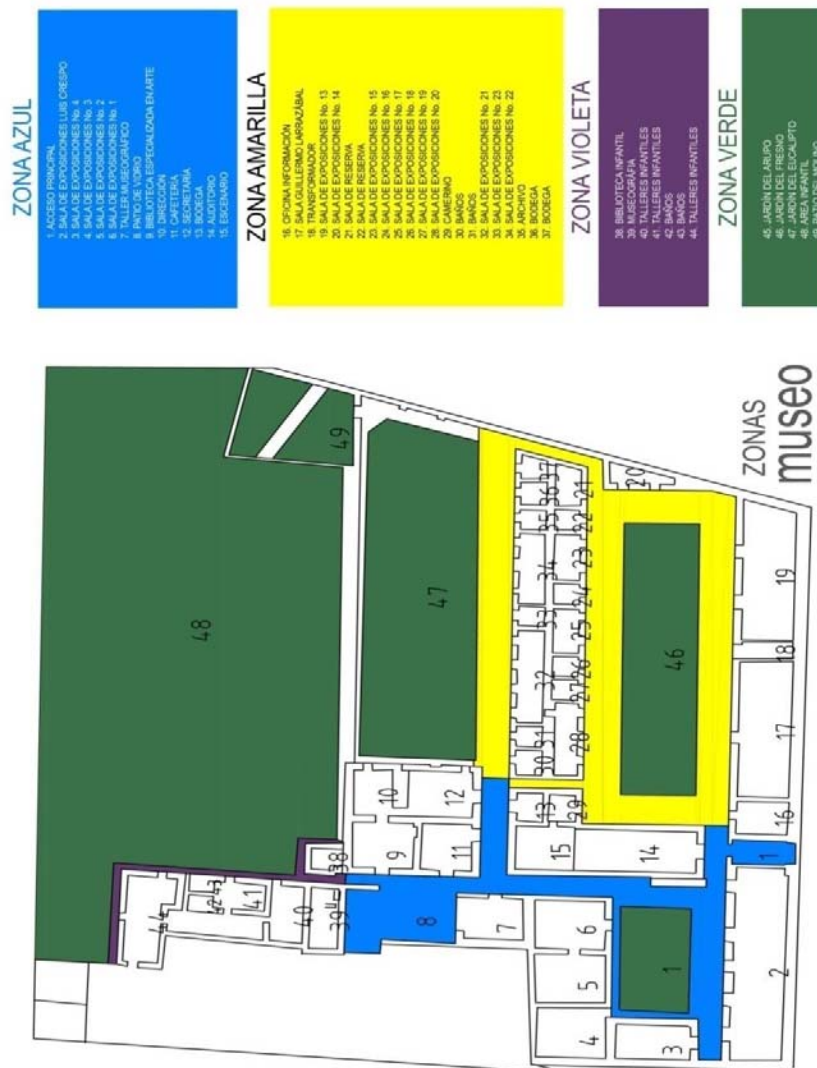 ZONA AZUL
1. ACCESO PRINCIPAL
2. SALA DE EXPOSICIONES LUIS CRESPO
3. SALA DE EXPOSICIONES No. 4
4. SALA DE EXPOSICIONES No. 3
5. SALA DE EXPOSICIONES No. 2
6. SALA DE EXPOSICIONES No. 1
7. TALLER MUSEOGRÁFICO
8. PATIO DE VIDRIO
9. BIBLIOTECA ESPECIALIZADA EN ARTE
10. DIRECCIÓN
11. CAFETERIA
12. SECRETARIA
13. BODEGA
14. AUDITORIO
15. ESCENARIO
ZONA AMARILLA
16. OFICINA INFORMACIÓN
17. SALA GUILLERMO LARRAZÁBAL
18. TRANSFORMADOR
19. SALA DE EXPOSICIONES No. 13
20. SALA DE EXPOSICIONES No. 14
21. SALA DE RESERVA
22. SALA DE RESERVA
23. SALA DE EXPOSICIONES No. 15
24. SALA DE EXPOSICIONES No. 16
25. SALA DE EXPOSICIONES No. 17
26. SALA DE EXPOSICIONES No. 18
27. SALA DE EXPOSICIONES No. 19
28. SALA DE EXPOSICIONES No. 20
29. CAMERINO
30. BAÑOS
31. BAÑOS
32. SALA DE EXPOSICIONES No. 21
33. SALA DE EXPOSICIONES No. 23
34. SALA DE EXPOSICIONES No. 22
35. ARCHIVO
36. BODEGA
37. BODEGA
ZONA VIOLETA
38. BIBLIOTECA INFANTIL
39. MUSEOGRAFÍA
40. TALLERES INFANTILES
41. TALLERES INFANTILES
42. BAÑOS
43. BAÑOS
44. TALLERES INFANTILES
ZONA VERDE
45. JARDÍN DEL ARUPO
46. JARDÍN DEL FRESNO
47. JARDÍN DEL EUCALIPTO
48. AREA INFANTIL
49. PATIO DEL MOLINO
48
49
47
37
36
35
34
33
32
31
30
20
21
22
23
24
25
26
27
28
29
13
46
19
18
17
16
10
12
9
11
15
14
1
38
39
40
41
42
43
44
8
7
6
5
4
3
1
2
ZONAS
museo